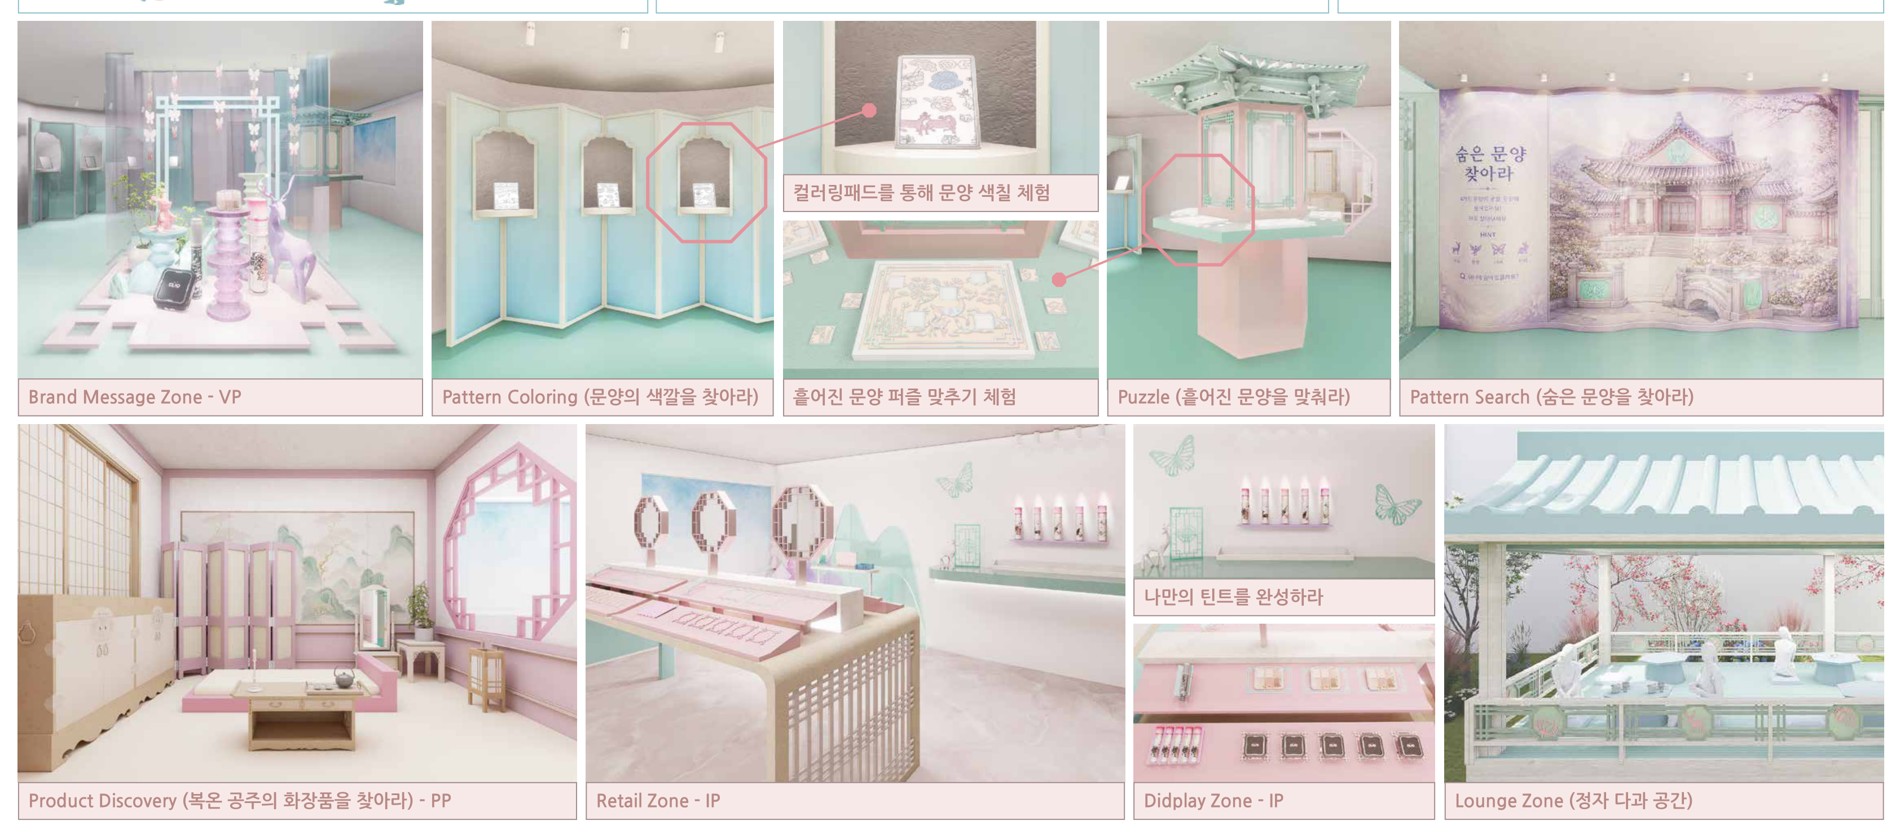 컬러링패드를 통해 문양 색칠 체험
숨은 문양
찾아라
HINT
Brand Message Zone - VP
Pattern Coloring (문양의 색깔을 찾아라)
흩어진 문양 퍼즐 맞추기 체험
Puzzle (흩어진 문양을 맞춰라)
Pattern Search (숨은 문양을 찾아라)
나만의 틴트를 완성하라
Product Discovery (복온 공주의 화장품을 찾아라) - PP
Retail Zone - IP
Didplay Zone - IP
Lounge Zone (정자 다과 공간)